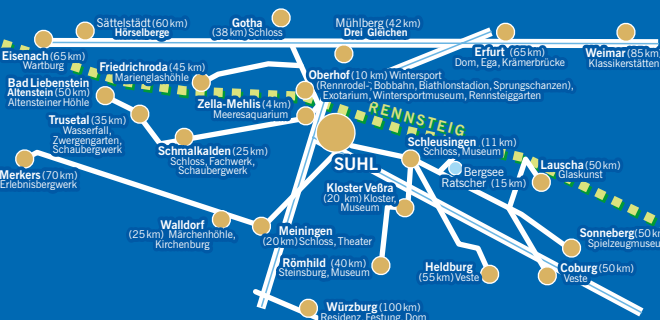 Sättelstädt (60 km)
Hörselberge
Gotha
(38 km) Schloss
Mühlberg (42 km)
Drei Gleichen
Eisenach (65 km)
Wartburg
Erfurt (65 km)
Dom, Ega, Krämerbrücke
Weimar (85 km)
Klassikerstätten
Friedrichroda (45 km)
Marienglashöhle
Bad Liebenstein
Altenstein (50 km)
Altensteiner Höhle
Oberhof (10 km) Wintersport
(Rennrodel-, Bobbahn, Biathlonstadion, Sprungschanzen),
Exotarium, Wintersportmuseum, Rennsteiggarten
Zella-Mehlis (4 km)
Meeresaquarium
RENNSTEIG
Trusetal (35 km)
Wasserfall,
Zwergengarten,
Schaubergwerk
Schmalkalden (25 km)
Schloss, Fachwerk,
Schaubergwerk
SUHL
Schleusingen (11 km)
Schloss, Museum
Bergsee
Ratscher (15 km)
Lauscha (50 km)
Glaskunst
Merkers (70 km)
Erlebnisbergwerk
Kloster Veßra
(20 km) Kloster,
Museum
Walldorf
(25 km) Märchenhöhle,
Kirchenburg
Meiningen
(20 km) Schloss, Theater
Sonneberg (50 km
Spielzeugmuseu
Römhild (40 km)
Steinsburg, Museum
Heldburg
(55 km) Veste
Coburg (50 km)
Veste
Würzburg (100 km)
Residenz, Festung, Dom